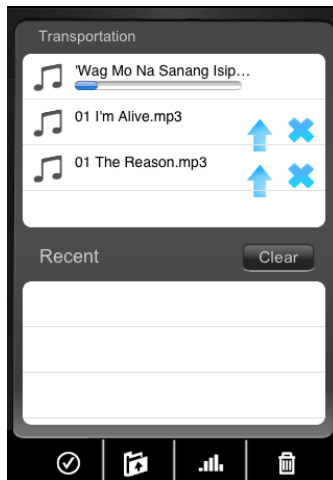 Transportation
'Wag Mo Na Sanang Isip...
01 I'm Alive.mp3
01 The Reason.mp3
Recent
Clear